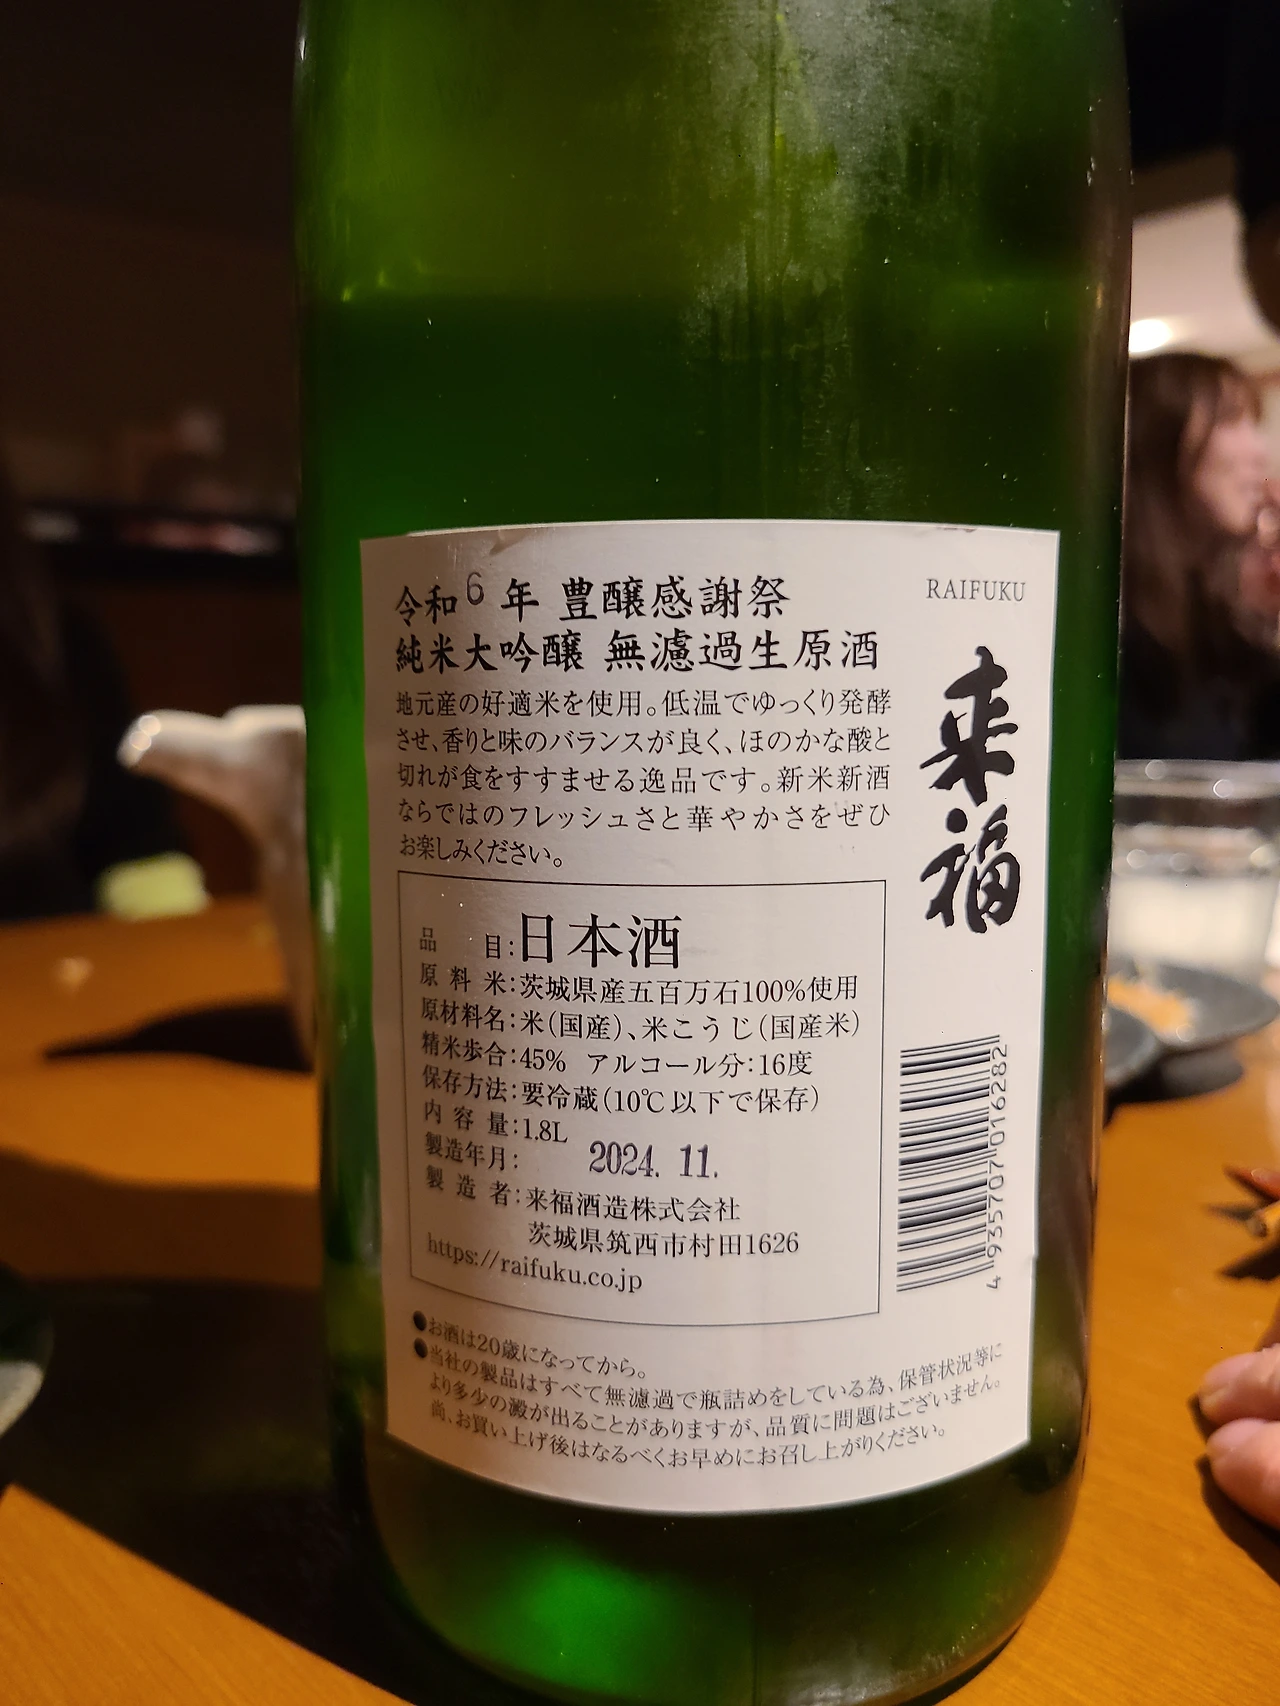 令和6年 豊醸感謝祭
純米大吟醸 無濾過生原酒
地元産の好適米を使用。低温でゆっくり発酵
させ、香りと味のバランスが良く、ほのかな酸と
切れが食をすすませる逸品です。新米新酒
ならではのフレッシュさと華やかさをぜひ
お楽しみください。
品目:日本酒
原料米:茨城県産五百万石100%使用
原材料名:米(国産)、米こうじ(国産米)
精米歩合:45% アルコール分:16度
保存方法:要冷蔵(10℃以下で保存)
内容量:1.8L
製造年月: 2024. 11.
製造者:来福酒造株式会社
茨城県筑西市村田1626
https://raifuku.co.jp
●お酒は20歳になってから。
●当社の製品はすべて無濾過で瓶詰めをしている為、保管状況等に
より多少の澱が出ることがありますが、品質に問題はございません。
尚、お買い上げ後はなるべくお早めにお召し上がりください。
RAIFUKU
来福
4935707016282